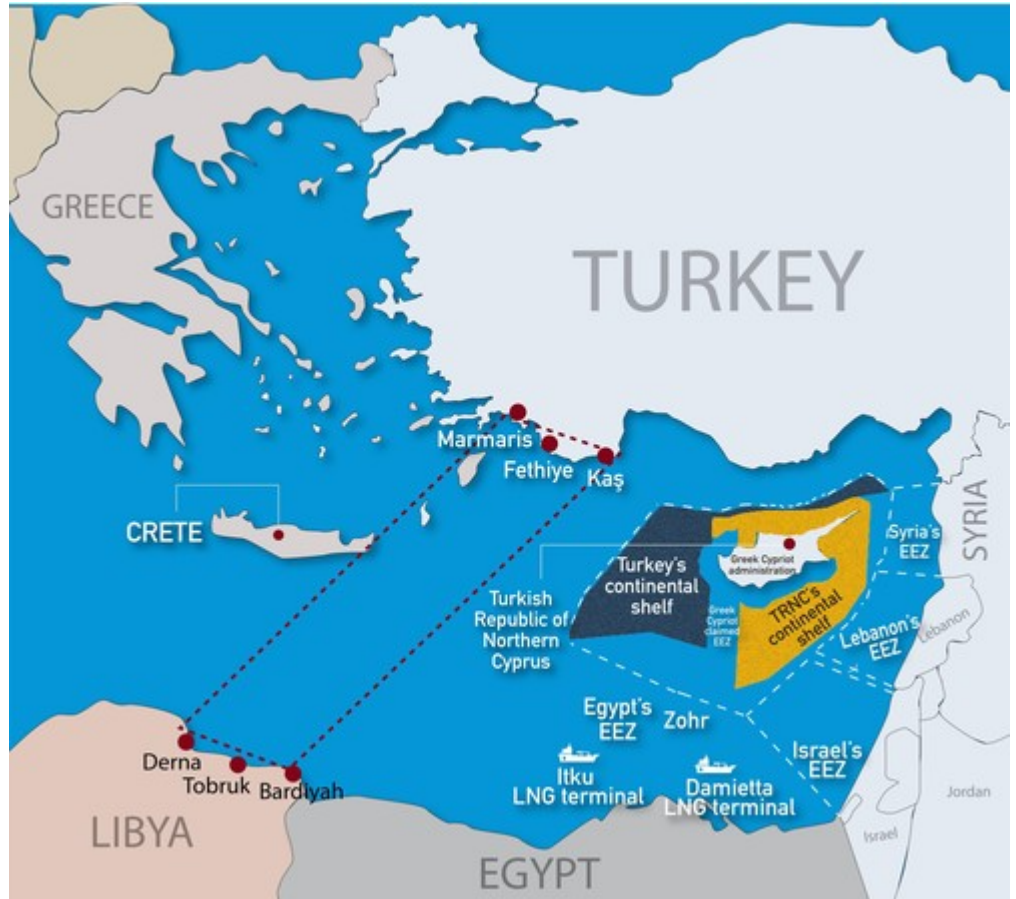 GREECE
TURKEY
Marmaris
Fethiye
Kaş
CRETE
SYRIA
Syria's
EEZ
Greek Cypriot
administration
Turkey's
continental
shelf
Turkish
Republic of
Northern
Cyprus
Greek
Cypriot
claimed
EEZ
TRNC's
continental
shelf
Lebanon's
EEZ
Lebanon
Egypt's
EEZ
Zohr
Israel's
EEZ
Derna
Tobruk
Bardiyah
Itku
LNG terminal
Damietta
LNG terminal
Jordan
Israel
LIBYA
EGYPT